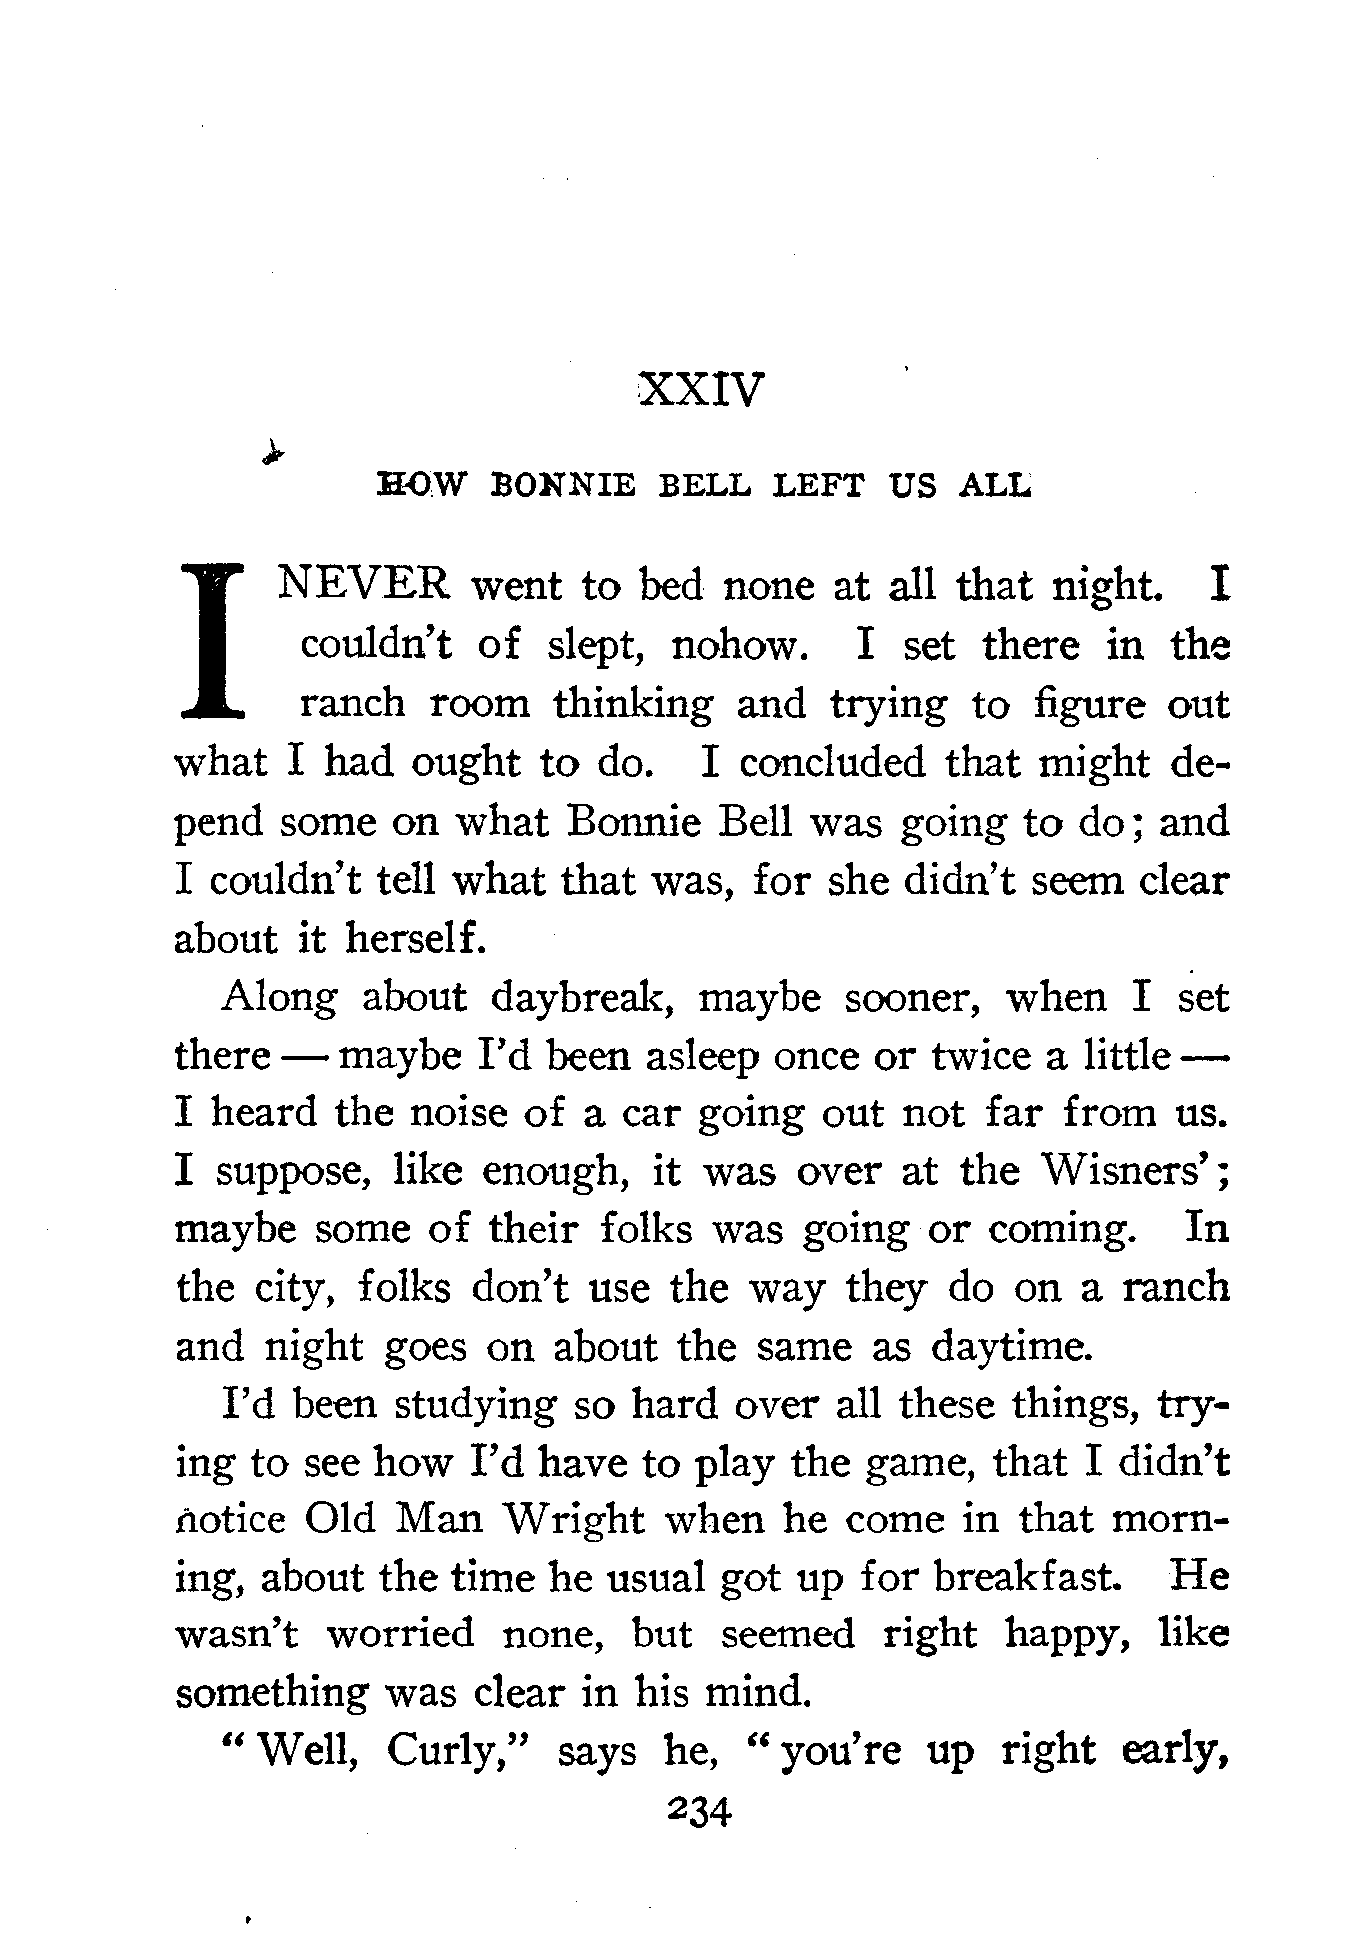 XXIV
HOW BONNIE BELL LEFT US ALL
I NEVER went to bed none at all that night. I
couldn't of slept, nohow. I set there in the
ranch room thinking and trying to figure out
what I had ought to do. I concluded that might de-
pend some on what Bonnie Bell was going to do; and
I couldn't tell what that was, for she didn't seem clear
about it herself.
Along about daybreak, maybe sooner, when I set
there — maybe I'd been asleep once or twice a little —
I heard the noise of a car going out not far from us.
I suppose, like enough, it was over at the Wisners';
maybe some of their folks was going or coming. In
the city, folks don't use the way they do on a ranch
and night goes on about the same as daytime.
I'd been studying so hard over all these things, try-
ing to see how I'd have to play the game, that I didn't
notice Old Man Wright when he come in that morn-
ing, about the time he usual got up for breakfast. He
wasn't worried none, but seemed right happy, like
something was clear in his mind.
"Well, Curly," says he, "you're up right early,
234